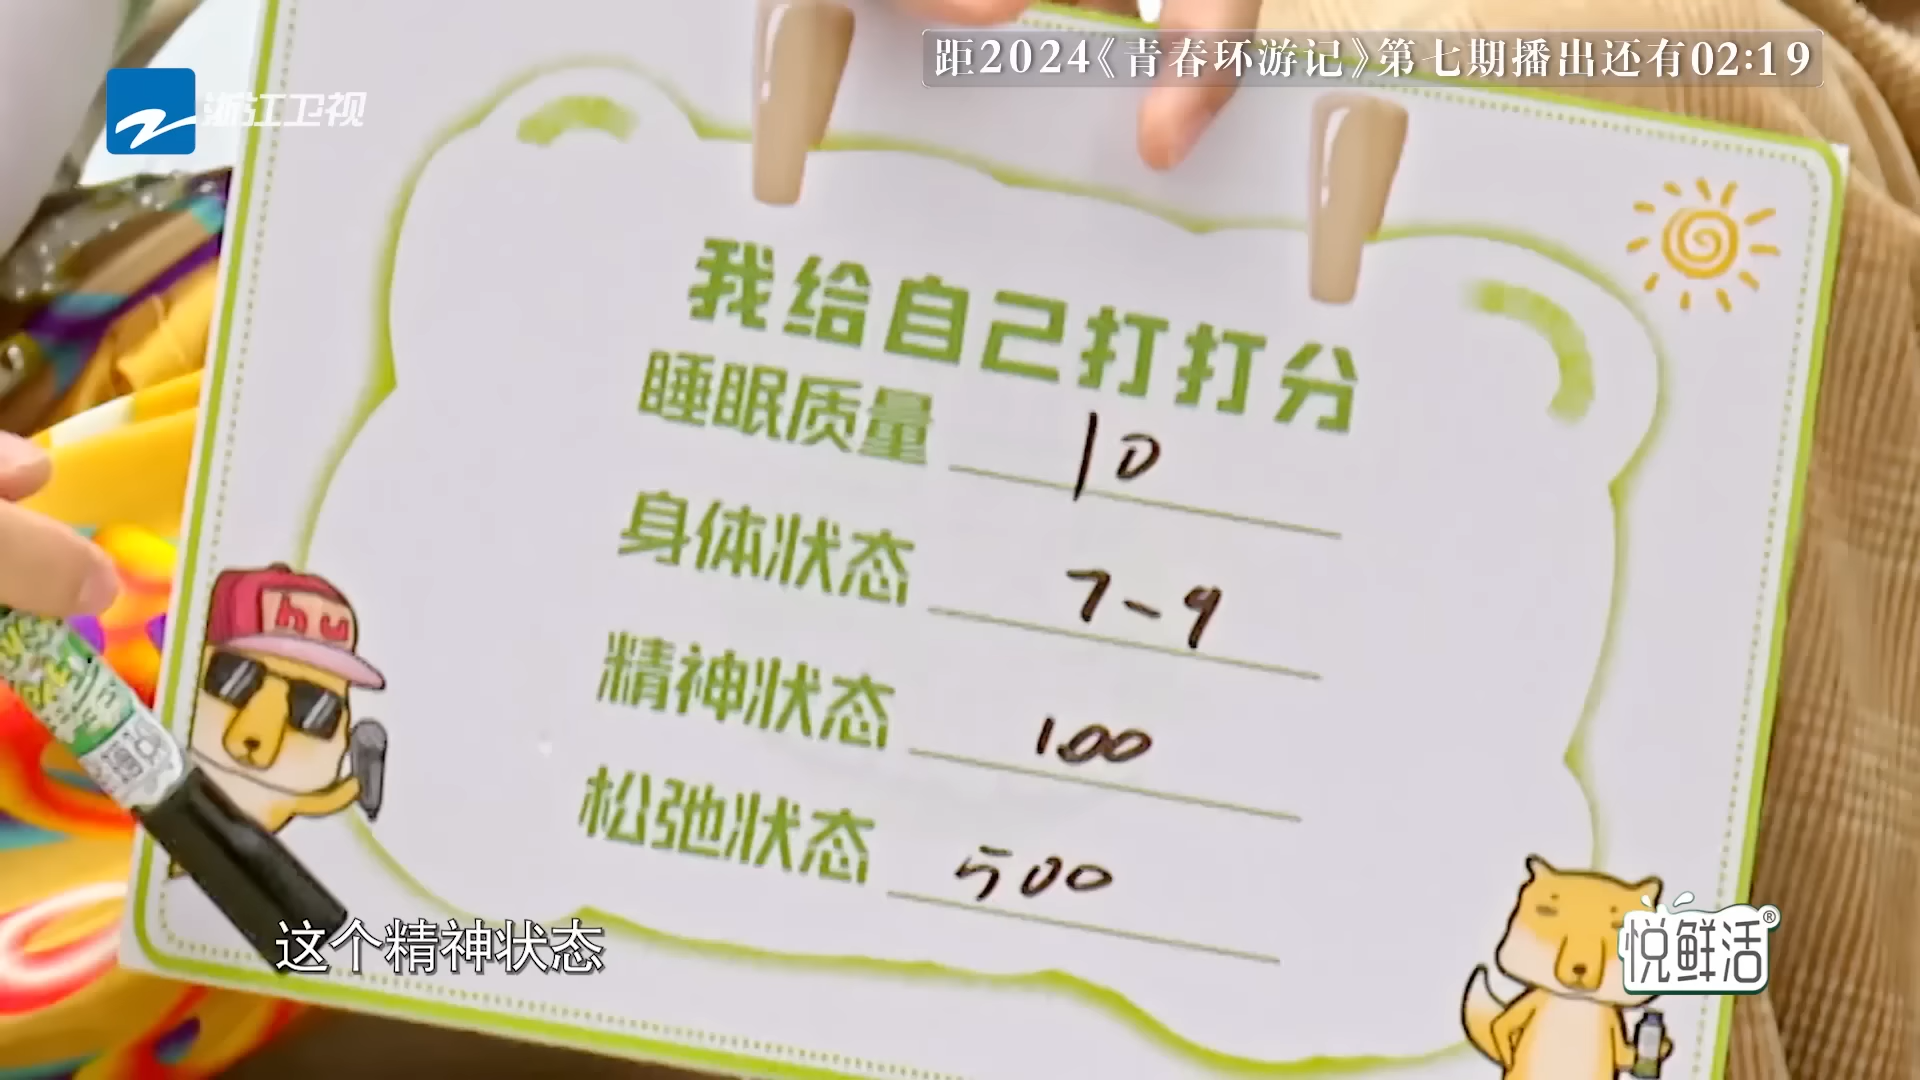 距2024《青春环游记》第七期播出还有02:19
浙江卫视
我给自己打打分
睡眠质量 10
身体状态 7-9
精神状态 100
松弛状态 500
这个精神状态
悦鲜活®